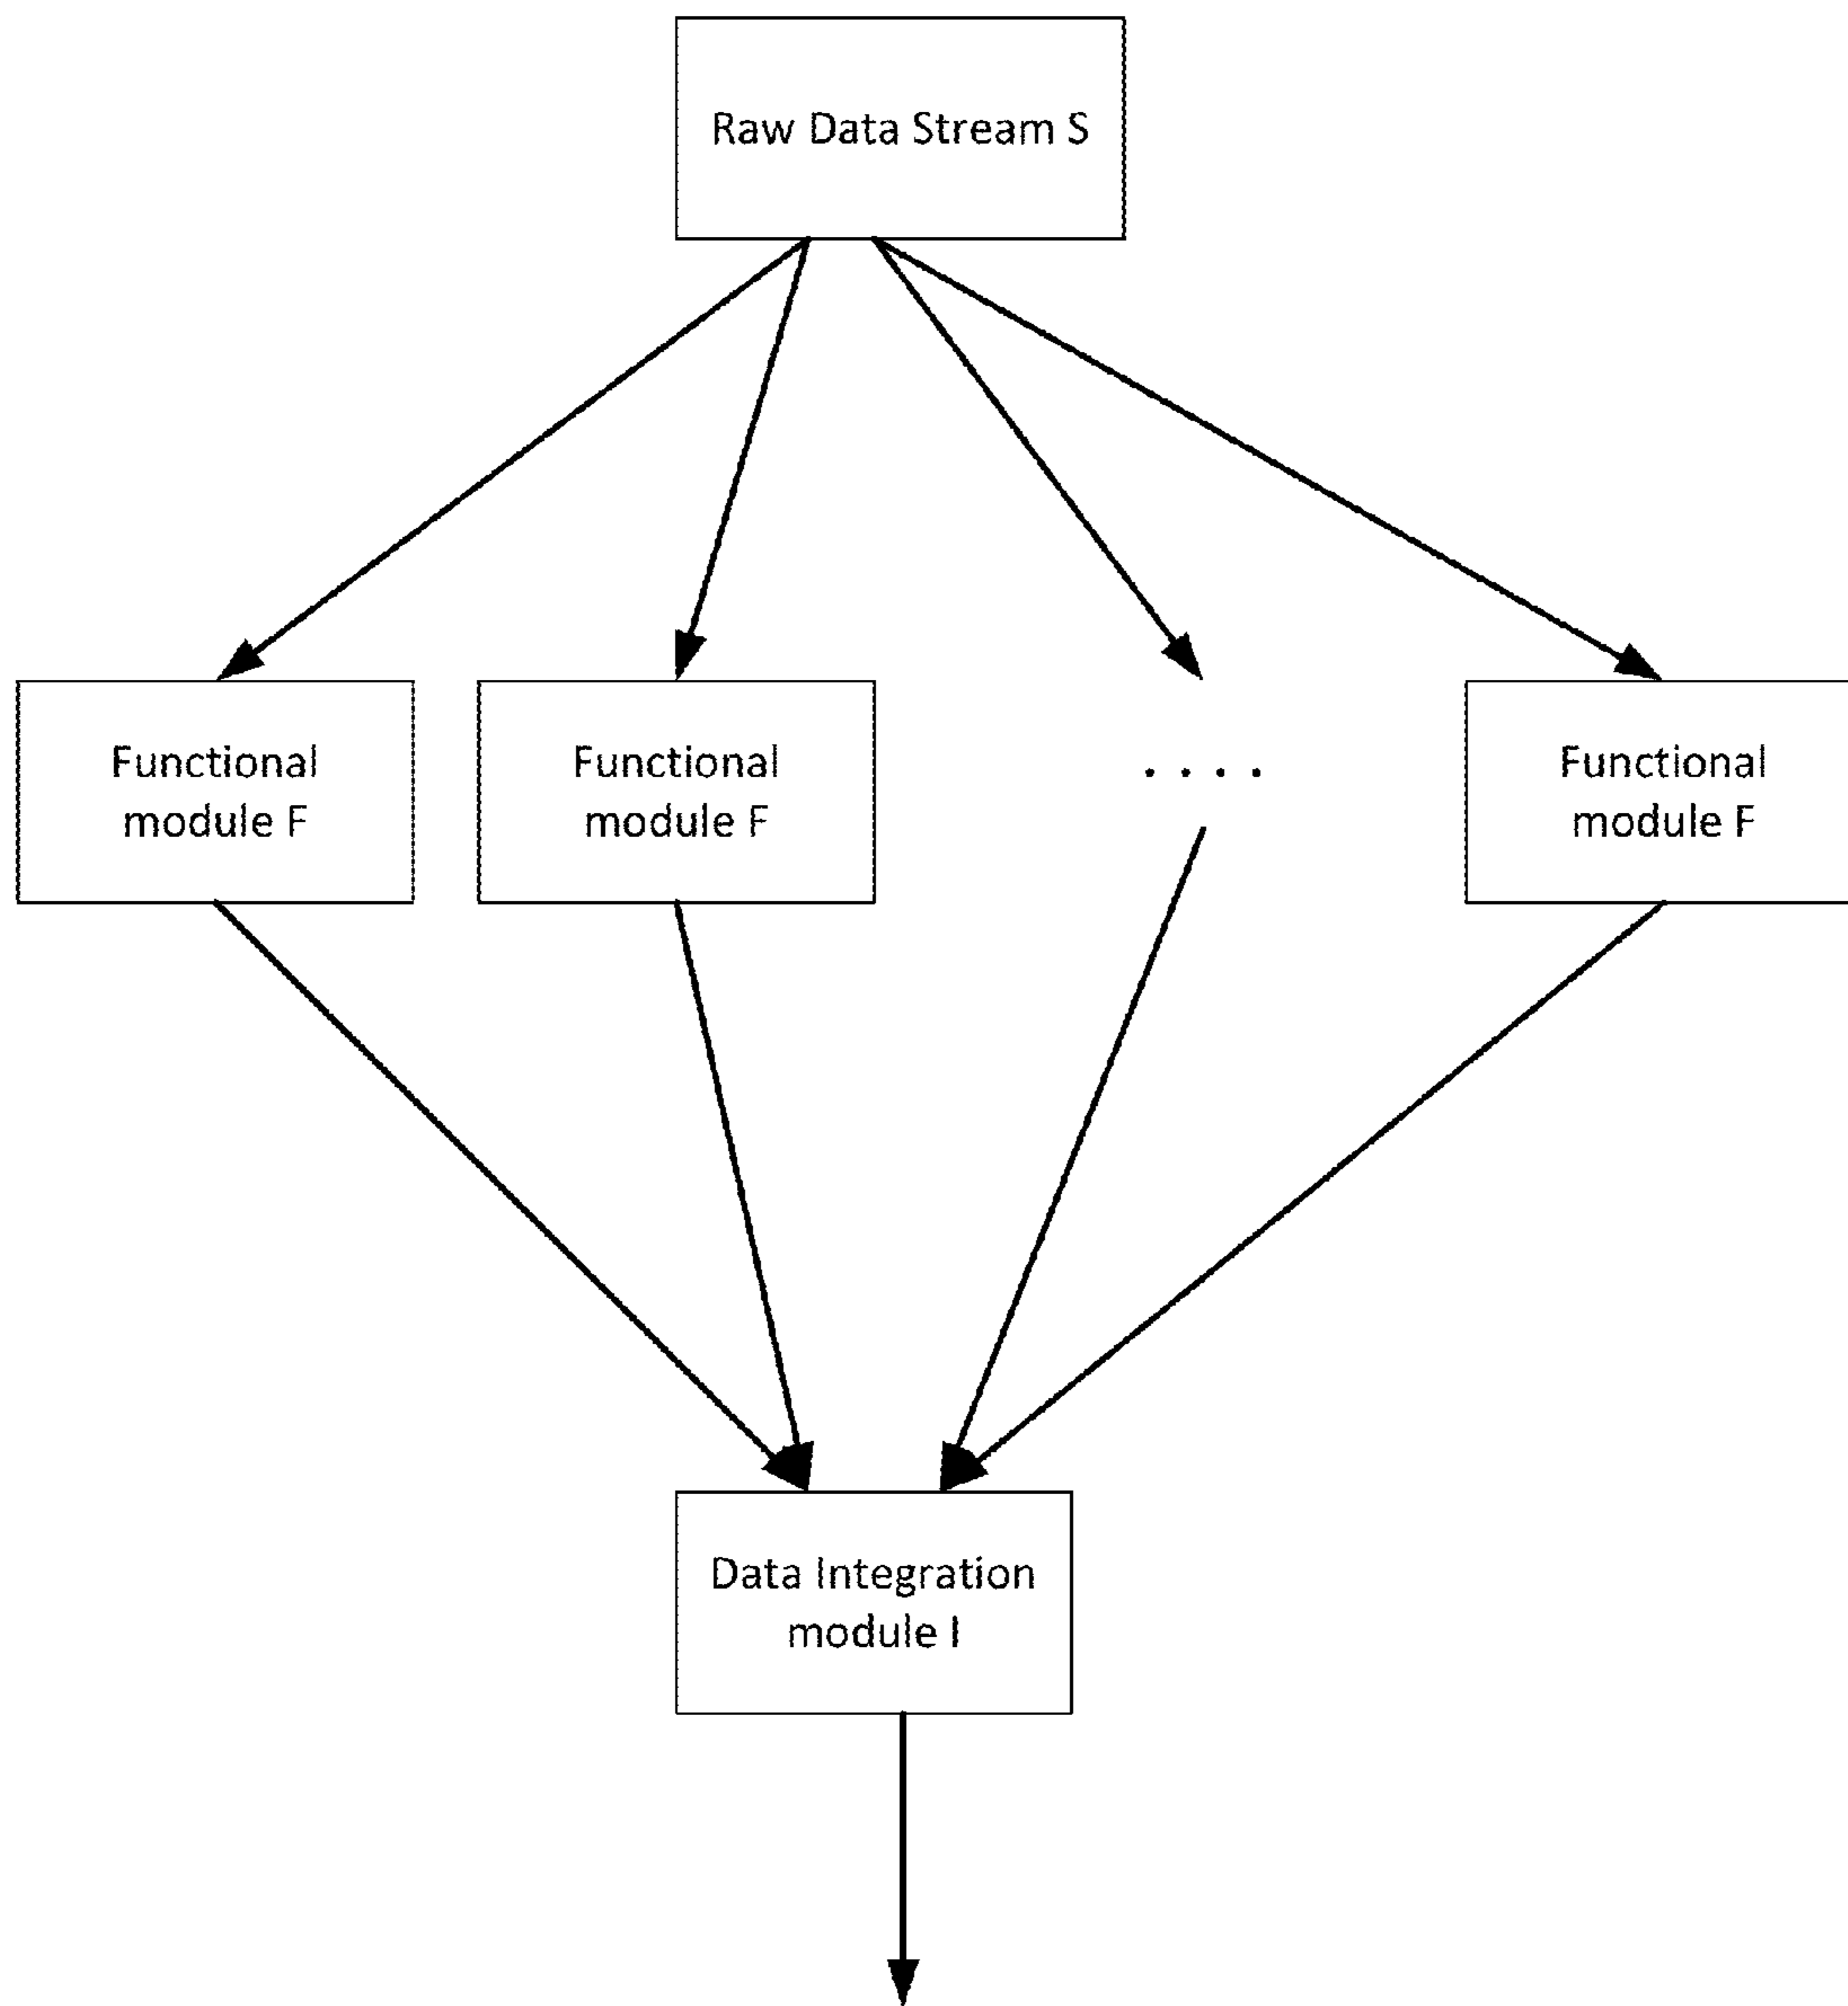 Raw Data Stream S
Functional
module F
Functional
module F
. . . .
Functional
module F
Data Integration
module I